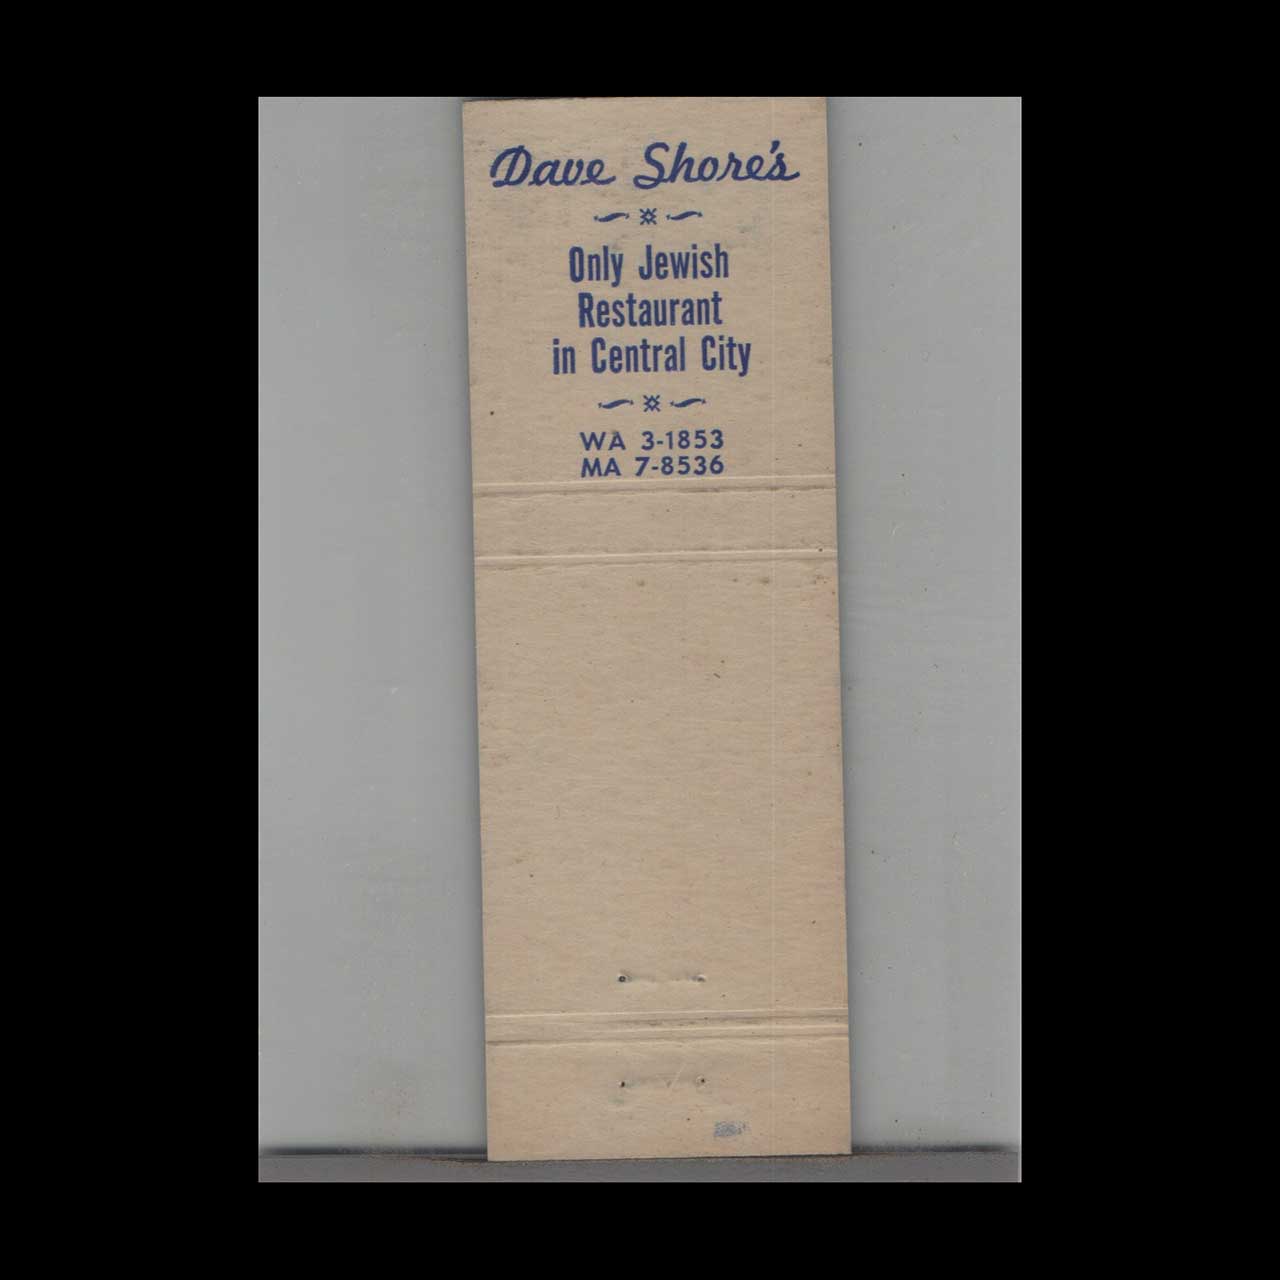 Dave Shore's
Only Jewish
Restaurant
in Central City
WA 3-1853
MA 7-8536